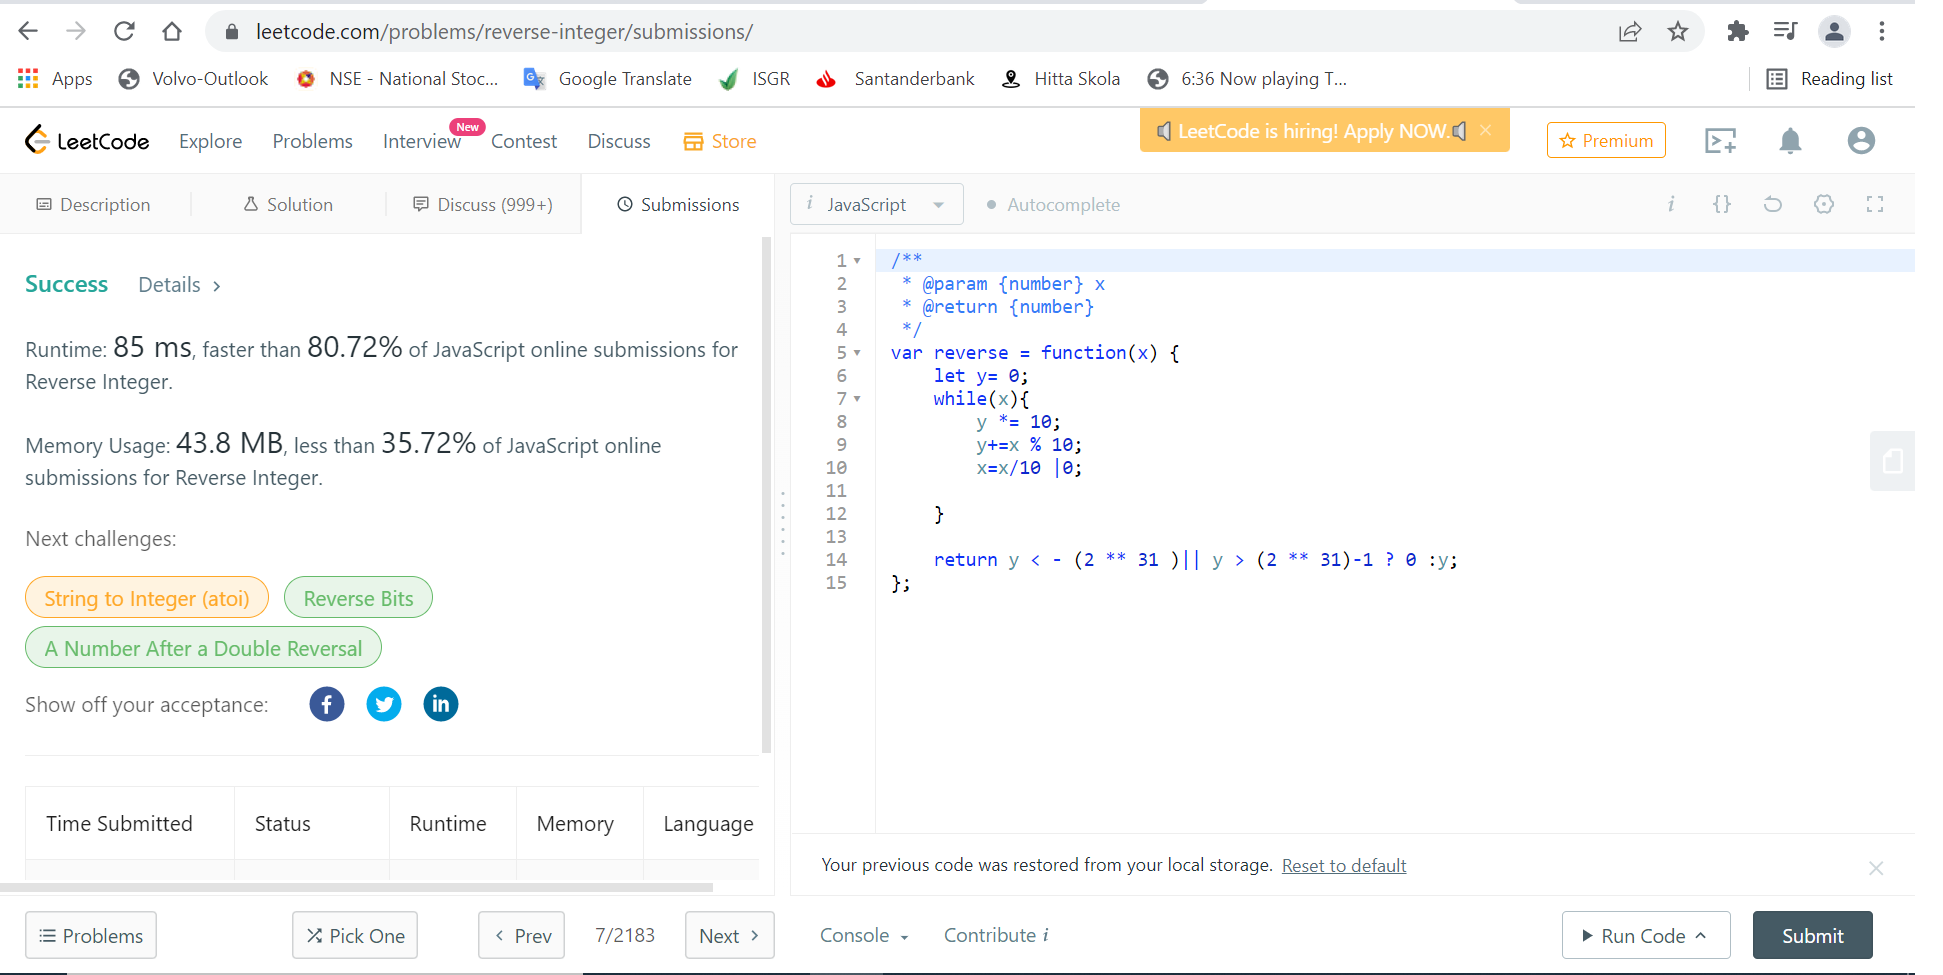 leetcode.com/problems/reverse-integer/submissions/
Apps Volvo-Outlook NSE - National Stoc... Google Translate ISGR Santanderbank Hitta Skola 6:36 Now playing T... Reading list
LeetCode Explore Problems Interview New Contest Discuss Store LeetCode is hiring! Apply NOW. × Premium
Description Solution Discuss (999+) Submissions
i JavaScript Autocomplete i {}
Success Details >
Runtime: 85 ms, faster than 80.72% of JavaScript online submissions for
Reverse Integer.
Memory Usage: 43.8 MB, less than 35.72% of JavaScript online
submissions for Reverse Integer.
Next challenges:
String to Integer (atoi) Reverse Bits
A Number After a Double Reversal
Show off your acceptance: f in
Time Submitted Status Runtime Memory Language
1 /**
2  * @param {number} x
3  * @return {number}
4  */
5 var reverse = function(x) {
6     let y= 0;
7     while(x){
8         y *= 10;
9         y+=x % 10;
10         x=x/10 |0;
11
12     }
13
14     return y < - (2 ** 31 )|| y > (2 ** 31)-1 ? 0 :y;
15 };
Your previous code was restored from your local storage. Reset to default
Problems Pick One < Prev 7/2183 Next > Console Contribute i Run Code Submit